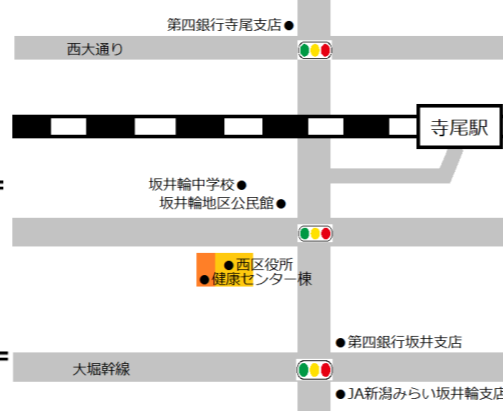 第四銀行寺尾支店●
西大通り
寺尾駅
坂井輪中学校●
坂井輪地区公民館●
●西区役所
●健康センター棟
●第四銀行坂井支店
大堀幹線
●JA新潟みらい坂井輪支店